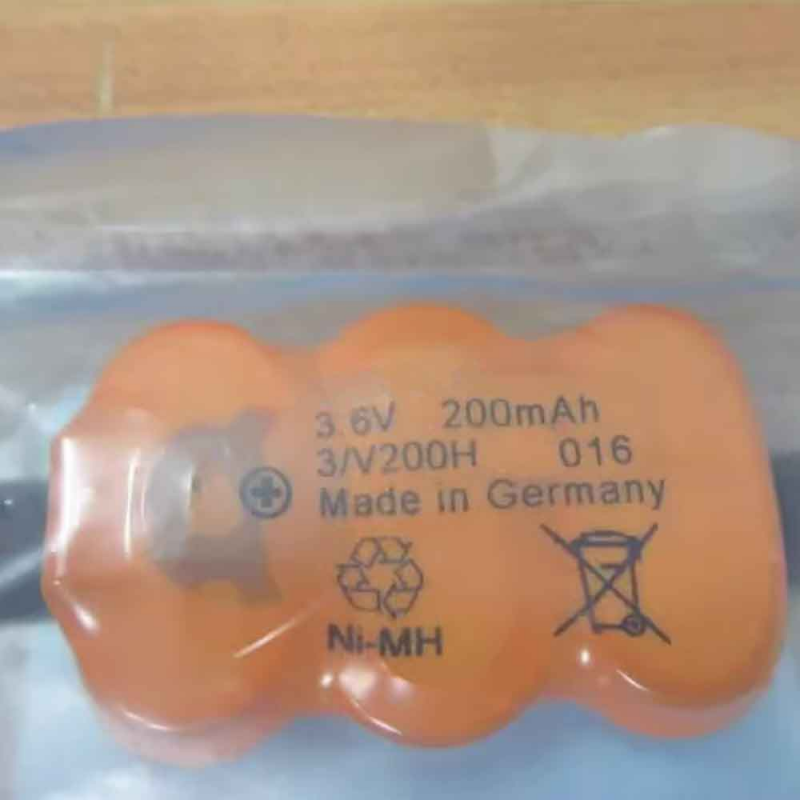 3.6V 200mAh
3/V200H 016
Made in Germany
Ni-MH